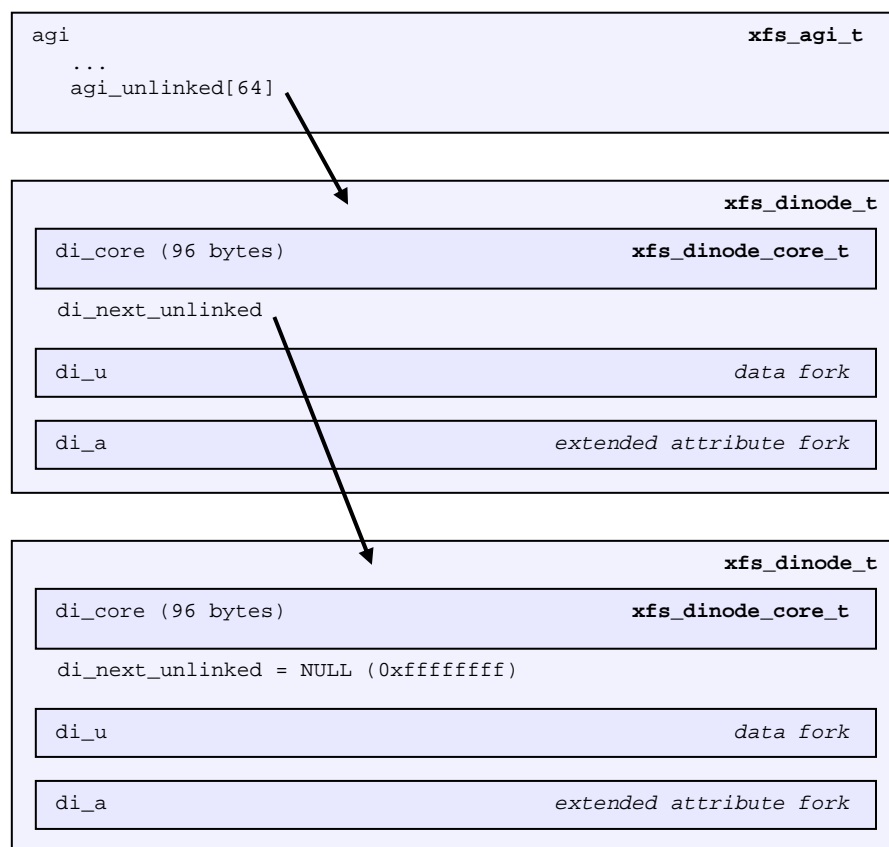 agi xfs_agi_t
...
agi_unlinked[64]
xfs_dinode_t
di_core (96 bytes) xfs_dinode_core_t
di_next_unlinked
di_u data fork
di_a extended attribute fork
xfs_dinode_t
di_core (96 bytes) xfs_dinode_core_t
di_next_unlinked = NULL (0xffffffff)
di_u data fork
di_a extended attribute fork